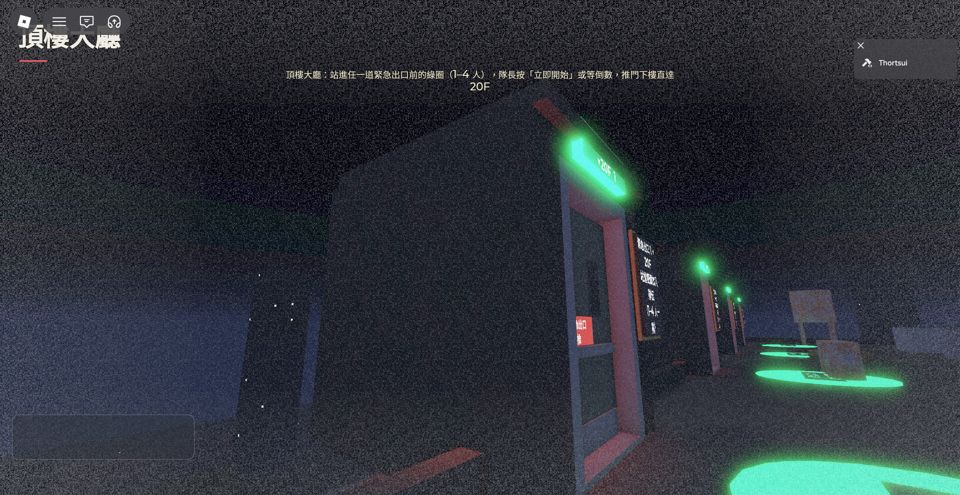 頂樓大廳
頂樓大廳：站進任一道緊急出口前的綠圈（1–4 人），隊長按「立即開始」或等倒數，推門下樓直達
20F
Thortsui
20F